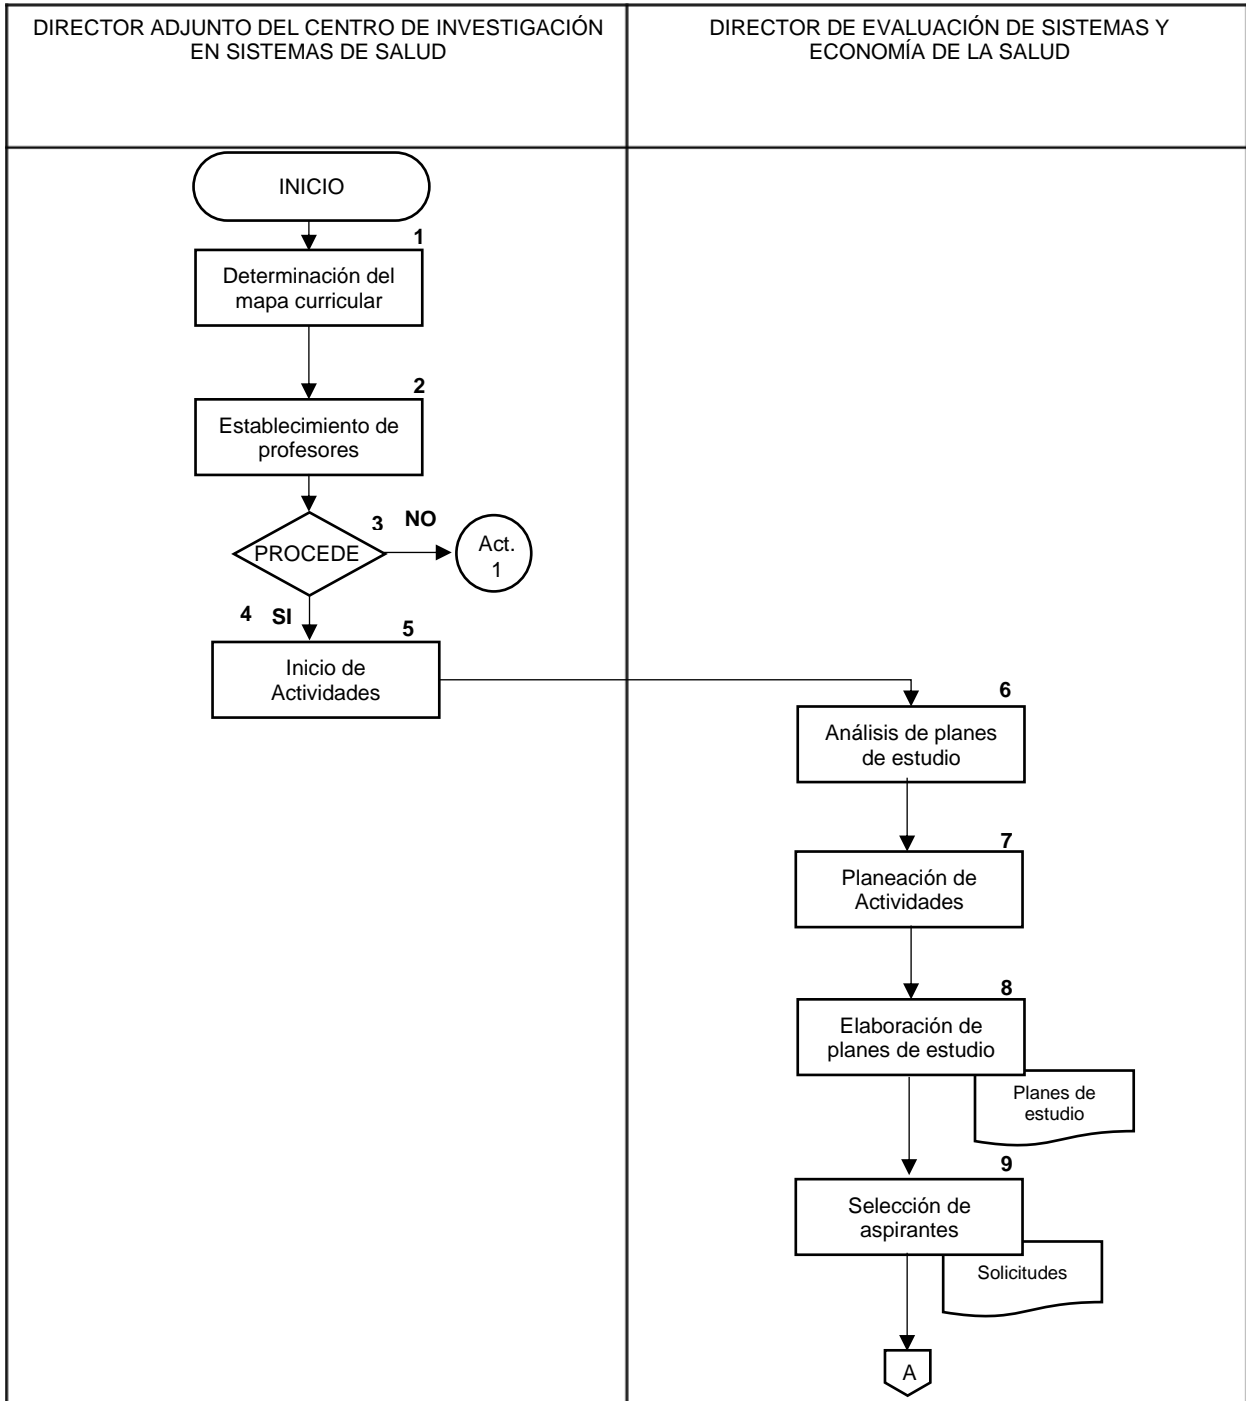 DIRECTOR ADJUNTO DEL CENTRO DE INVESTIGACIÓN
EN SISTEMAS DE SALUD
DIRECTOR DE EVALUACIÓN DE SISTEMAS Y
ECONOMÍA DE LA SALUD
INICIO
1
Determinación del
mapa curricular
2
Establecimiento de
profesores
3
NO
PROCEDE
Act.
1
4
SI
5
Inicio de
Actividades
6
Análisis de planes
de estudio
7
Planeación de
Actividades
8
Elaboración de
planes de estudio
Planes de
estudio
9
Selección de
aspirantes
Solicitudes
A